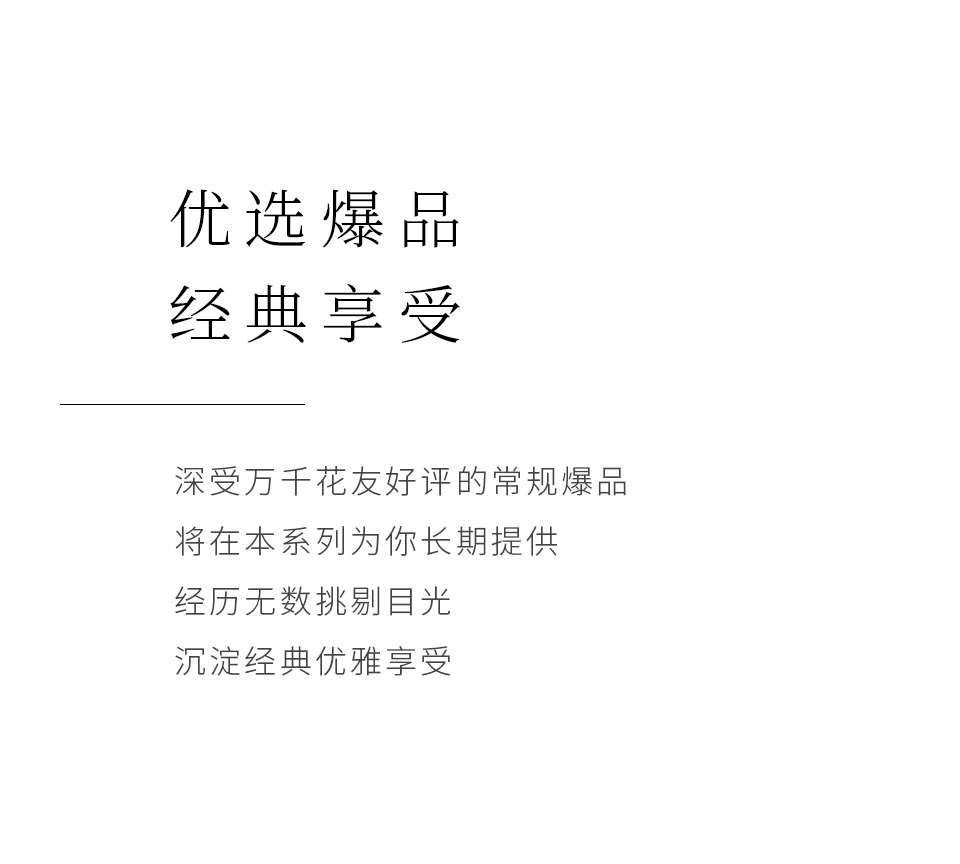 优选爆品
经典享受
深受万千花友好评的常规爆品
将在本系列为你长期提供
经历无数挑剔目光
沉淀经典优雅享受